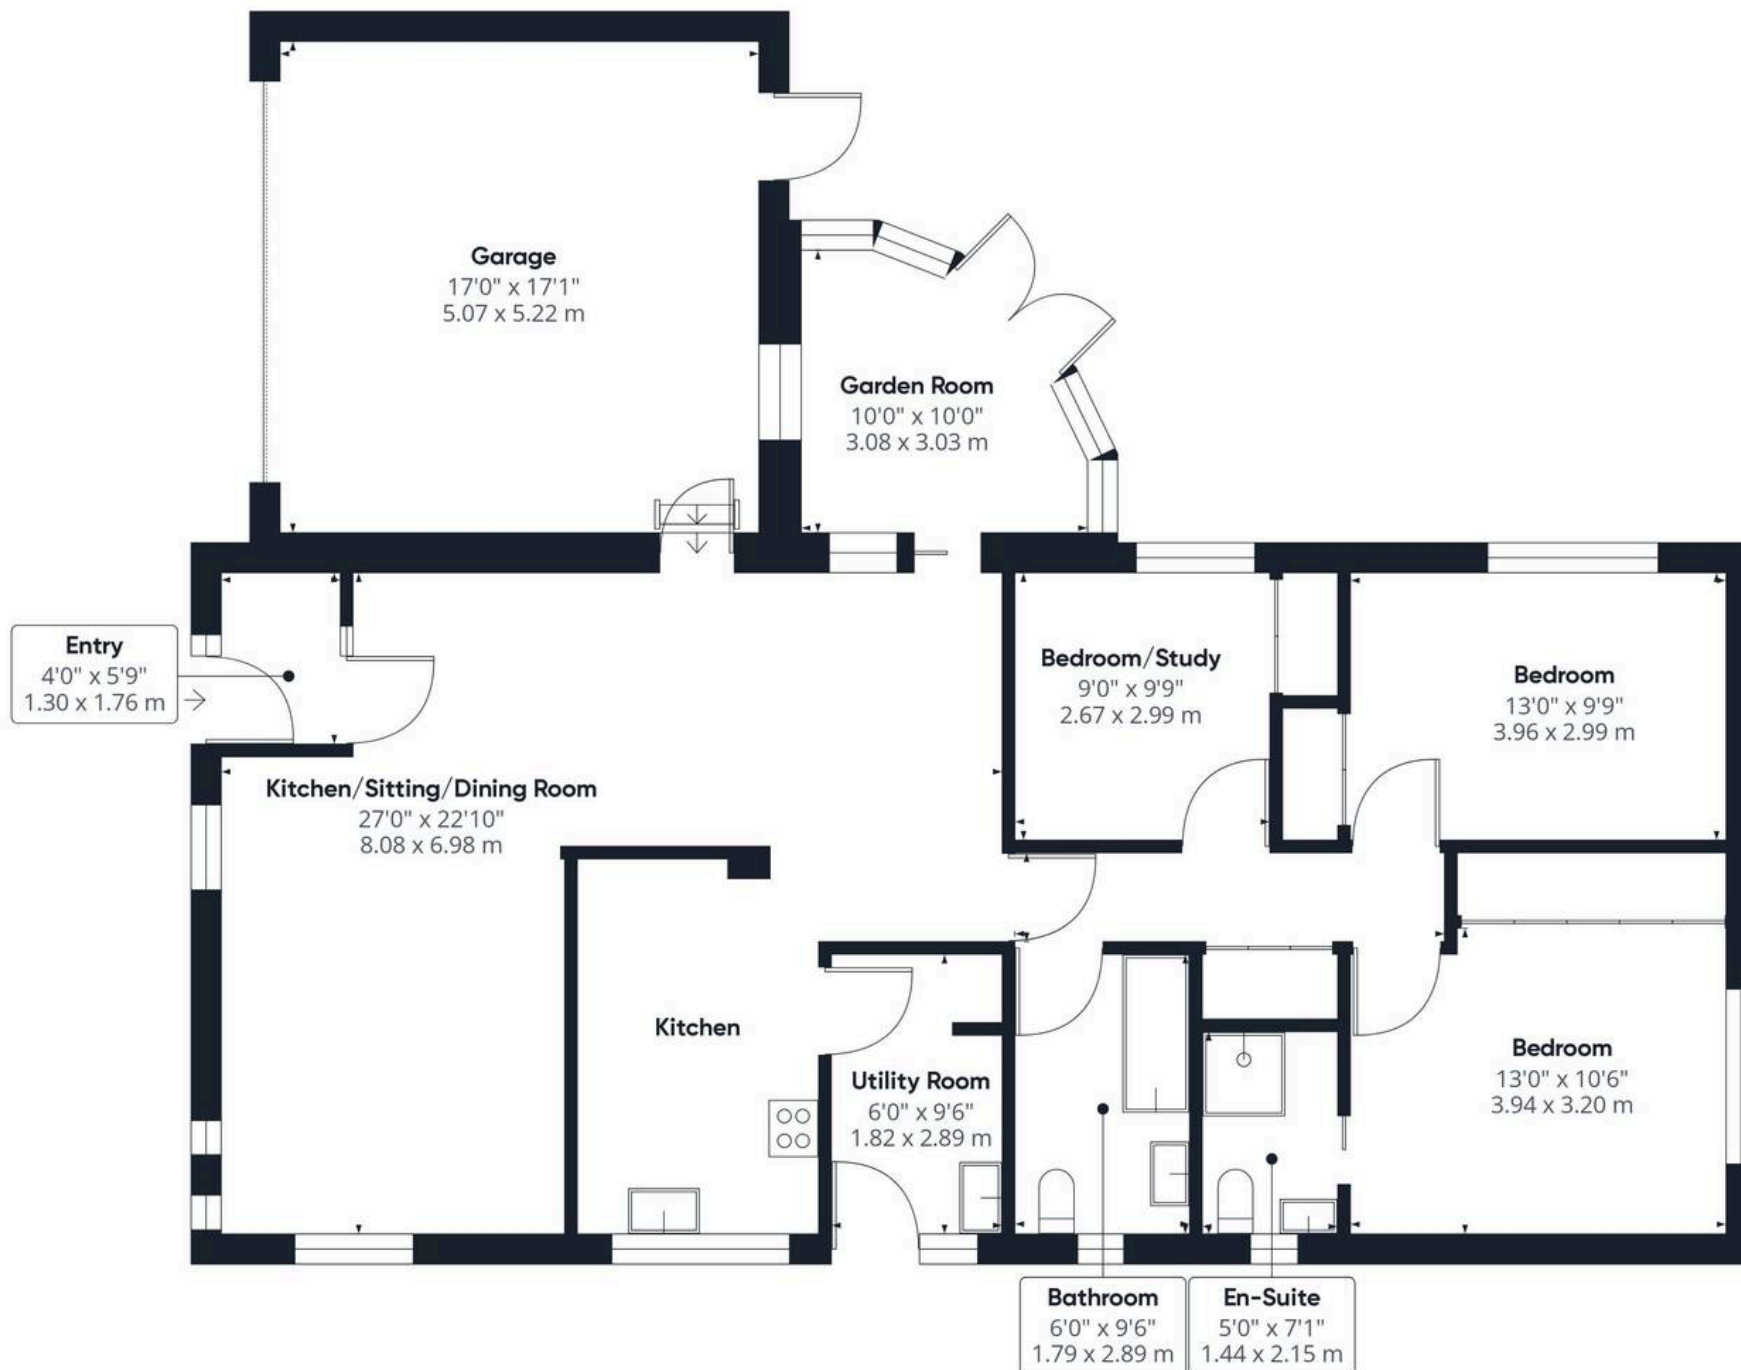 Garage
17'0" x 17'1"
5.07 x 5.22 m
Garden Room
10'0" x 10'0"
3.08 x 3.03 m
Entry
4'0" x 5'9"
1.30 x 1.76 m
Bedroom/Study
9'0" x 9'9"
2.67 x 2.99 m
Bedroom
13'0" x 9'9"
3.96 x 2.99 m
Kitchen/Sitting/Dining Room
27'0" x 22'10"
8.08 x 6.98 m
Kitchen
Utility Room
6'0" x 9'6"
1.82 x 2.89 m
Bedroom
13'0" x 10'6"
3.94 x 3.20 m
Bathroom
6'0" x 9'6"
1.79 x 2.89 m
En-Suite
5'0" x 7'1"
1.44 x 2.15 m